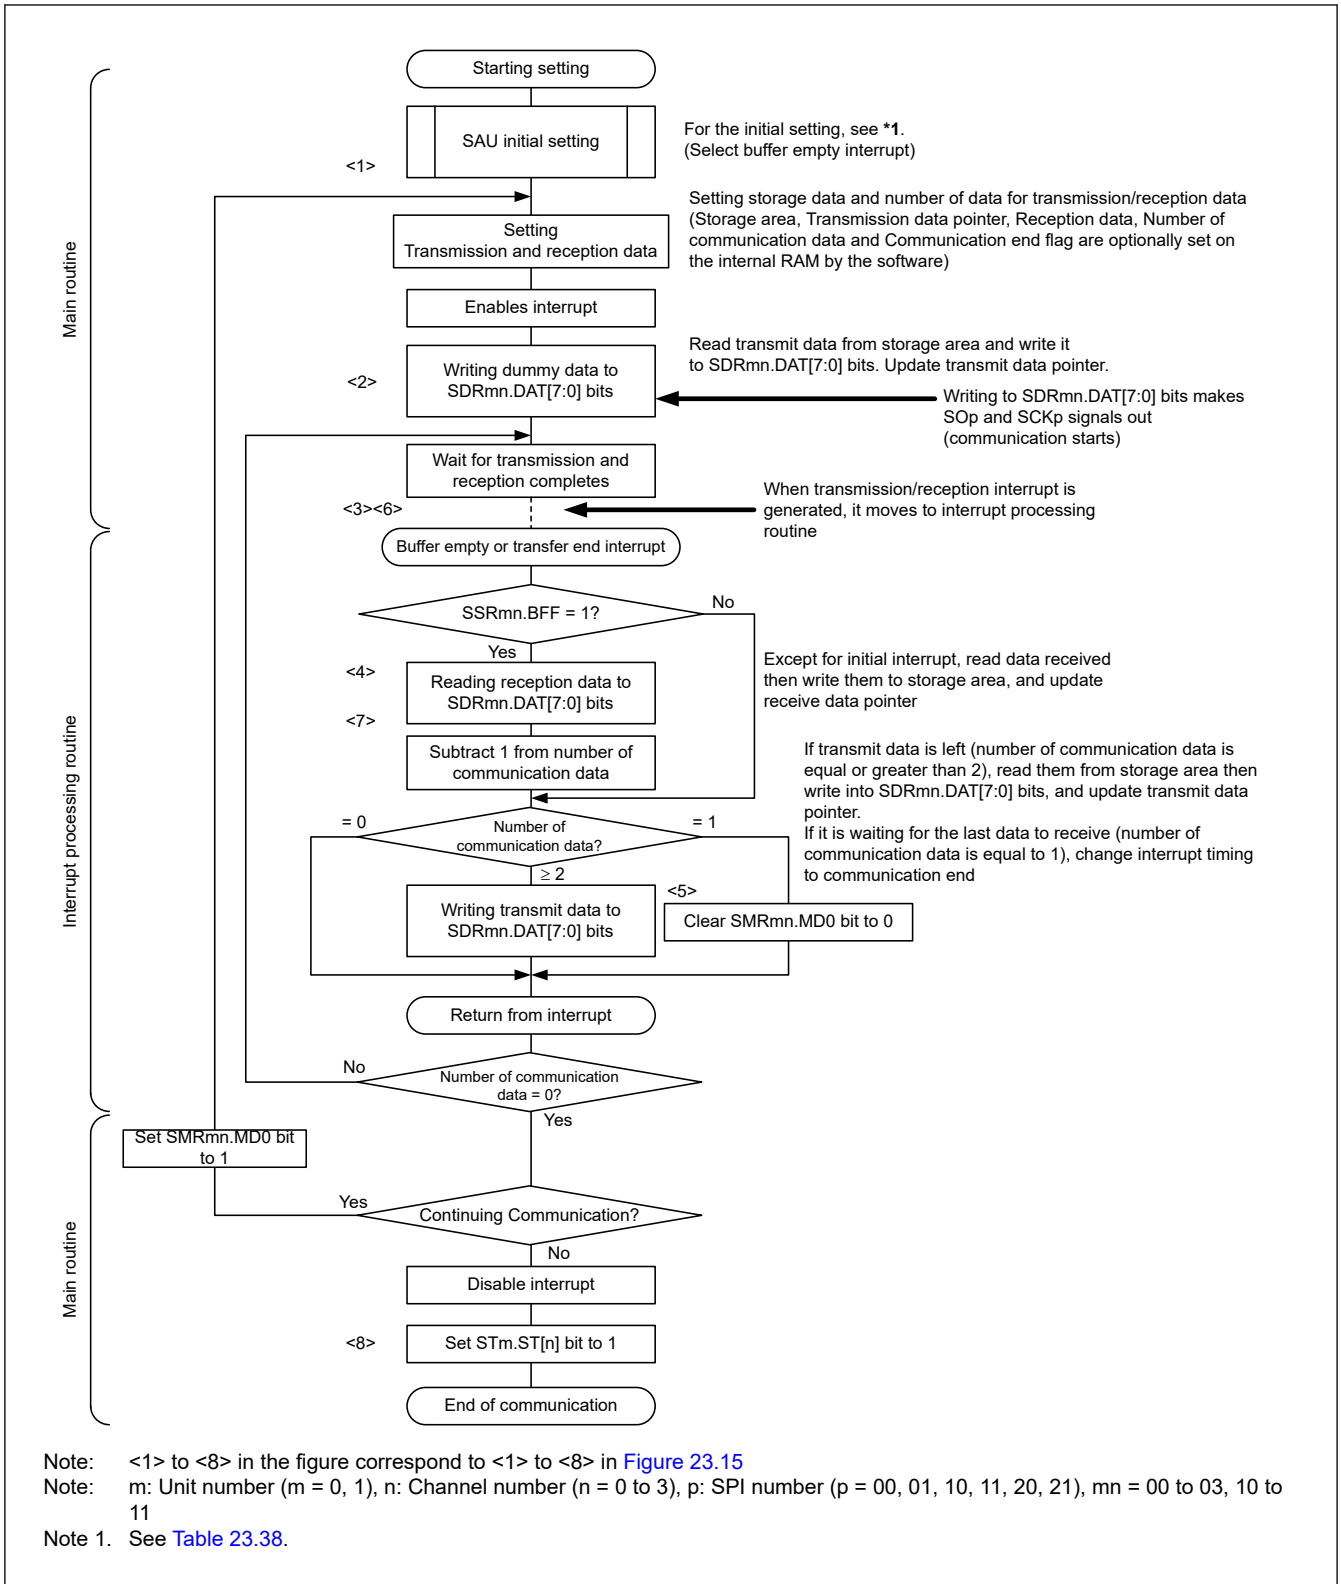 Starting setting
SAU initial setting
For the initial setting, see *1.
(Select buffer empty interrupt)
<1>
Setting storage data and number of data for transmission/reception data
(Storage area, Transmission data pointer, Reception data, Number of
communication data and Communication end flag are optionally set on
the internal RAM by the software)
Setting
Transmission and reception data
Main routine
Enables interrupt
Read transmit data from storage area and write it
to SDRmn.DAT[7:0] bits. Update transmit data pointer.
<2>
Writing dummy data to
SDRmn.DAT[7:0] bits
Writing to SDRmn.DAT[7:0] bits makes
SOp and SCKp signals out
(communication starts)
Wait for transmission and
reception completes
<3><6>
When transmission/reception interrupt is
generated, it moves to interrupt processing
routine
Buffer empty or transfer end interrupt
SSRmn.BFF = 1?
No
Yes
Except for initial interrupt, read data received
then write them to storage area, and update
receive data pointer
<4>
Reading reception data to
SDRmn.DAT[7:0] bits
<7>
Interrupt processing routine
Subtract 1 from number of
communication data
If transmit data is left (number of communication data is
equal or greater than 2), read them from storage area then
write into SDRmn.DAT[7:0] bits, and update transmit data
pointer.
If it is waiting for the last data to receive (number of
communication data is equal to 1), change interrupt timing
to communication end
= 0
Number of
communication data?
= 1
≥ 2
<5>
Writing transmit data to
SDRmn.DAT[7:0] bits
Clear SMRmn.MD0 bit to 0
Return from interrupt
No
Number of communication
data = 0?
Yes
Set SMRmn.MD0 bit
to 1
Yes
Continuing Communication?
No
Main routine
Disable interrupt
<8>
Set STm.ST[n] bit to 1
End of communication
Note: <1> to <8> in the figure correspond to <1> to <8> in Figure 23.15
Note: m: Unit number (m = 0, 1), n: Channel number (n = 0 to 3), p: SPI number (p = 00, 01, 10, 11, 20, 21), mn = 00 to 03, 10 to
11
Note 1. See Table 23.38.